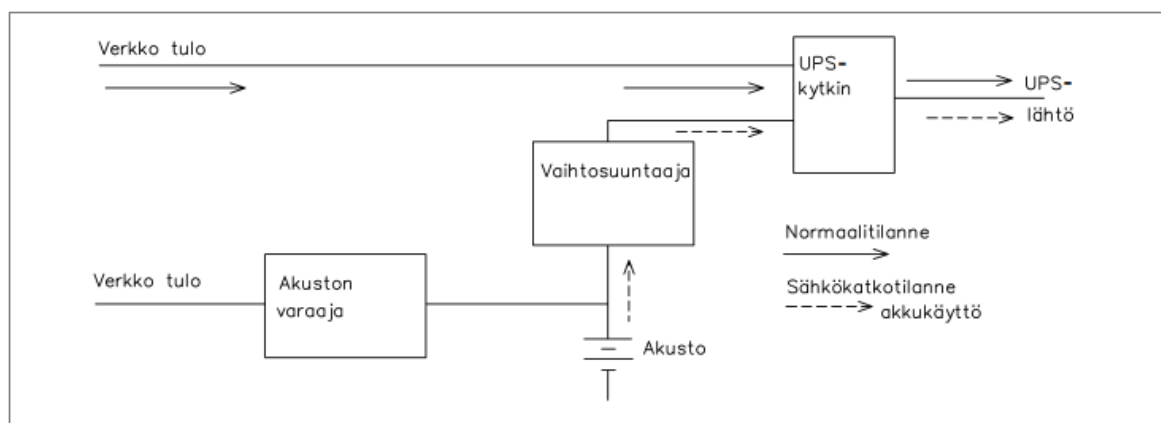 Verkko tulo
UPS-
kytkin
UPS-
lähtö
Vaihtosuuntaaja
Normaalitilanne
Verkko tulo
Akuston
varaaja
Sähkökatkotilanne
akkukäyttö
Akusto